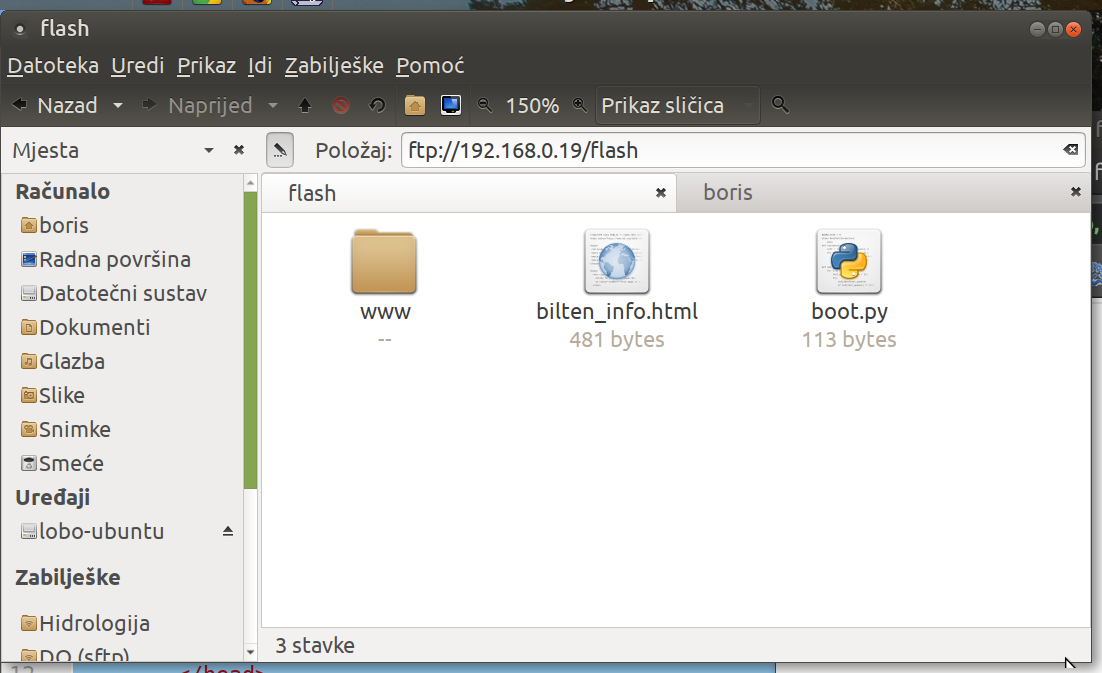 flash
Datoteka Uredi Prikaz Idi Zabilješke Pomoć
Nazad Naprijed 150% Prikaz sličica
Mjesta Položaj: ftp://192.168.0.19/flash
flash boris
Računalo
boris
Radna površina
Datotečni sustav
Dokumenti
Glazba
Slike
Snimke
Smeće
Uređaji
lobo-ubuntu
Zabilješke
Hidrologija
DO (sftp)
www
--
bilten_info.html
481 bytes
boot.py
113 bytes
3 stavke
12 </head>